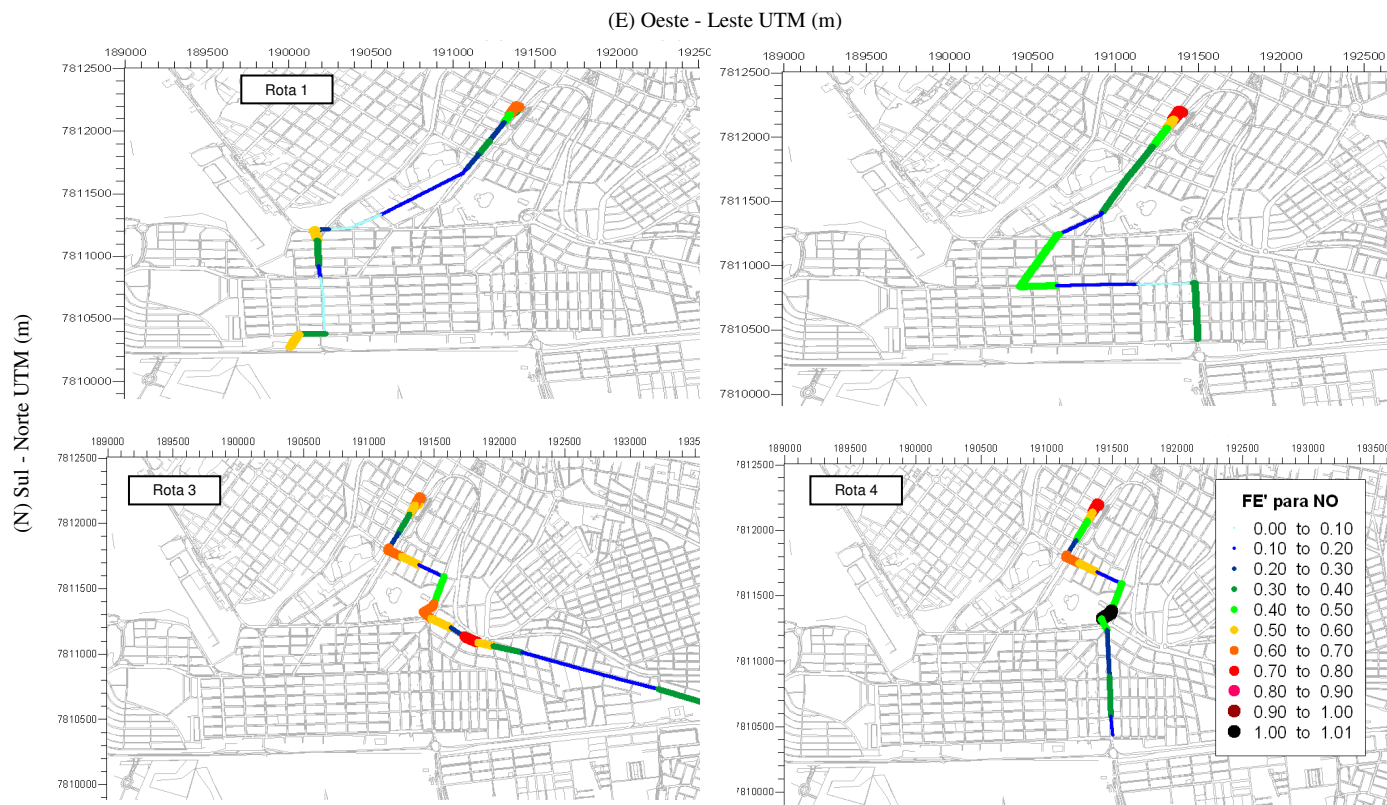 (E) Oeste - Leste UTM (m)
(N) Sul - Norte UTM (m)
189000 189500 190000 190500 191000 191500 192000 19250
7812500
7812000
7811500
7811000
7810500
7810000
Rota 1
189000 189500 190000 190500 191000 191500 192000 192500
7812500
7812000
7811500
7811000
7810500
7810000
189000 189500 190000 190500 191000 191500 192000 192500 193000 1935
7812500
7812000
7811500
7811000
7810500
7810000
Rota 3
189000 189500 190000 190500 191000 191500 192000 192500 193000 193500
7812500
7812000
7811500
7811000
7810500
7810000
Rota 4
FE' para NO
0.00 to 0.10
0.10 to 0.20
0.20 to 0.30
0.30 to 0.40
0.40 to 0.50
0.50 to 0.60
0.60 to 0.70
0.70 to 0.80
0.80 to 0.90
0.90 to 1.00
1.00 to 1.01